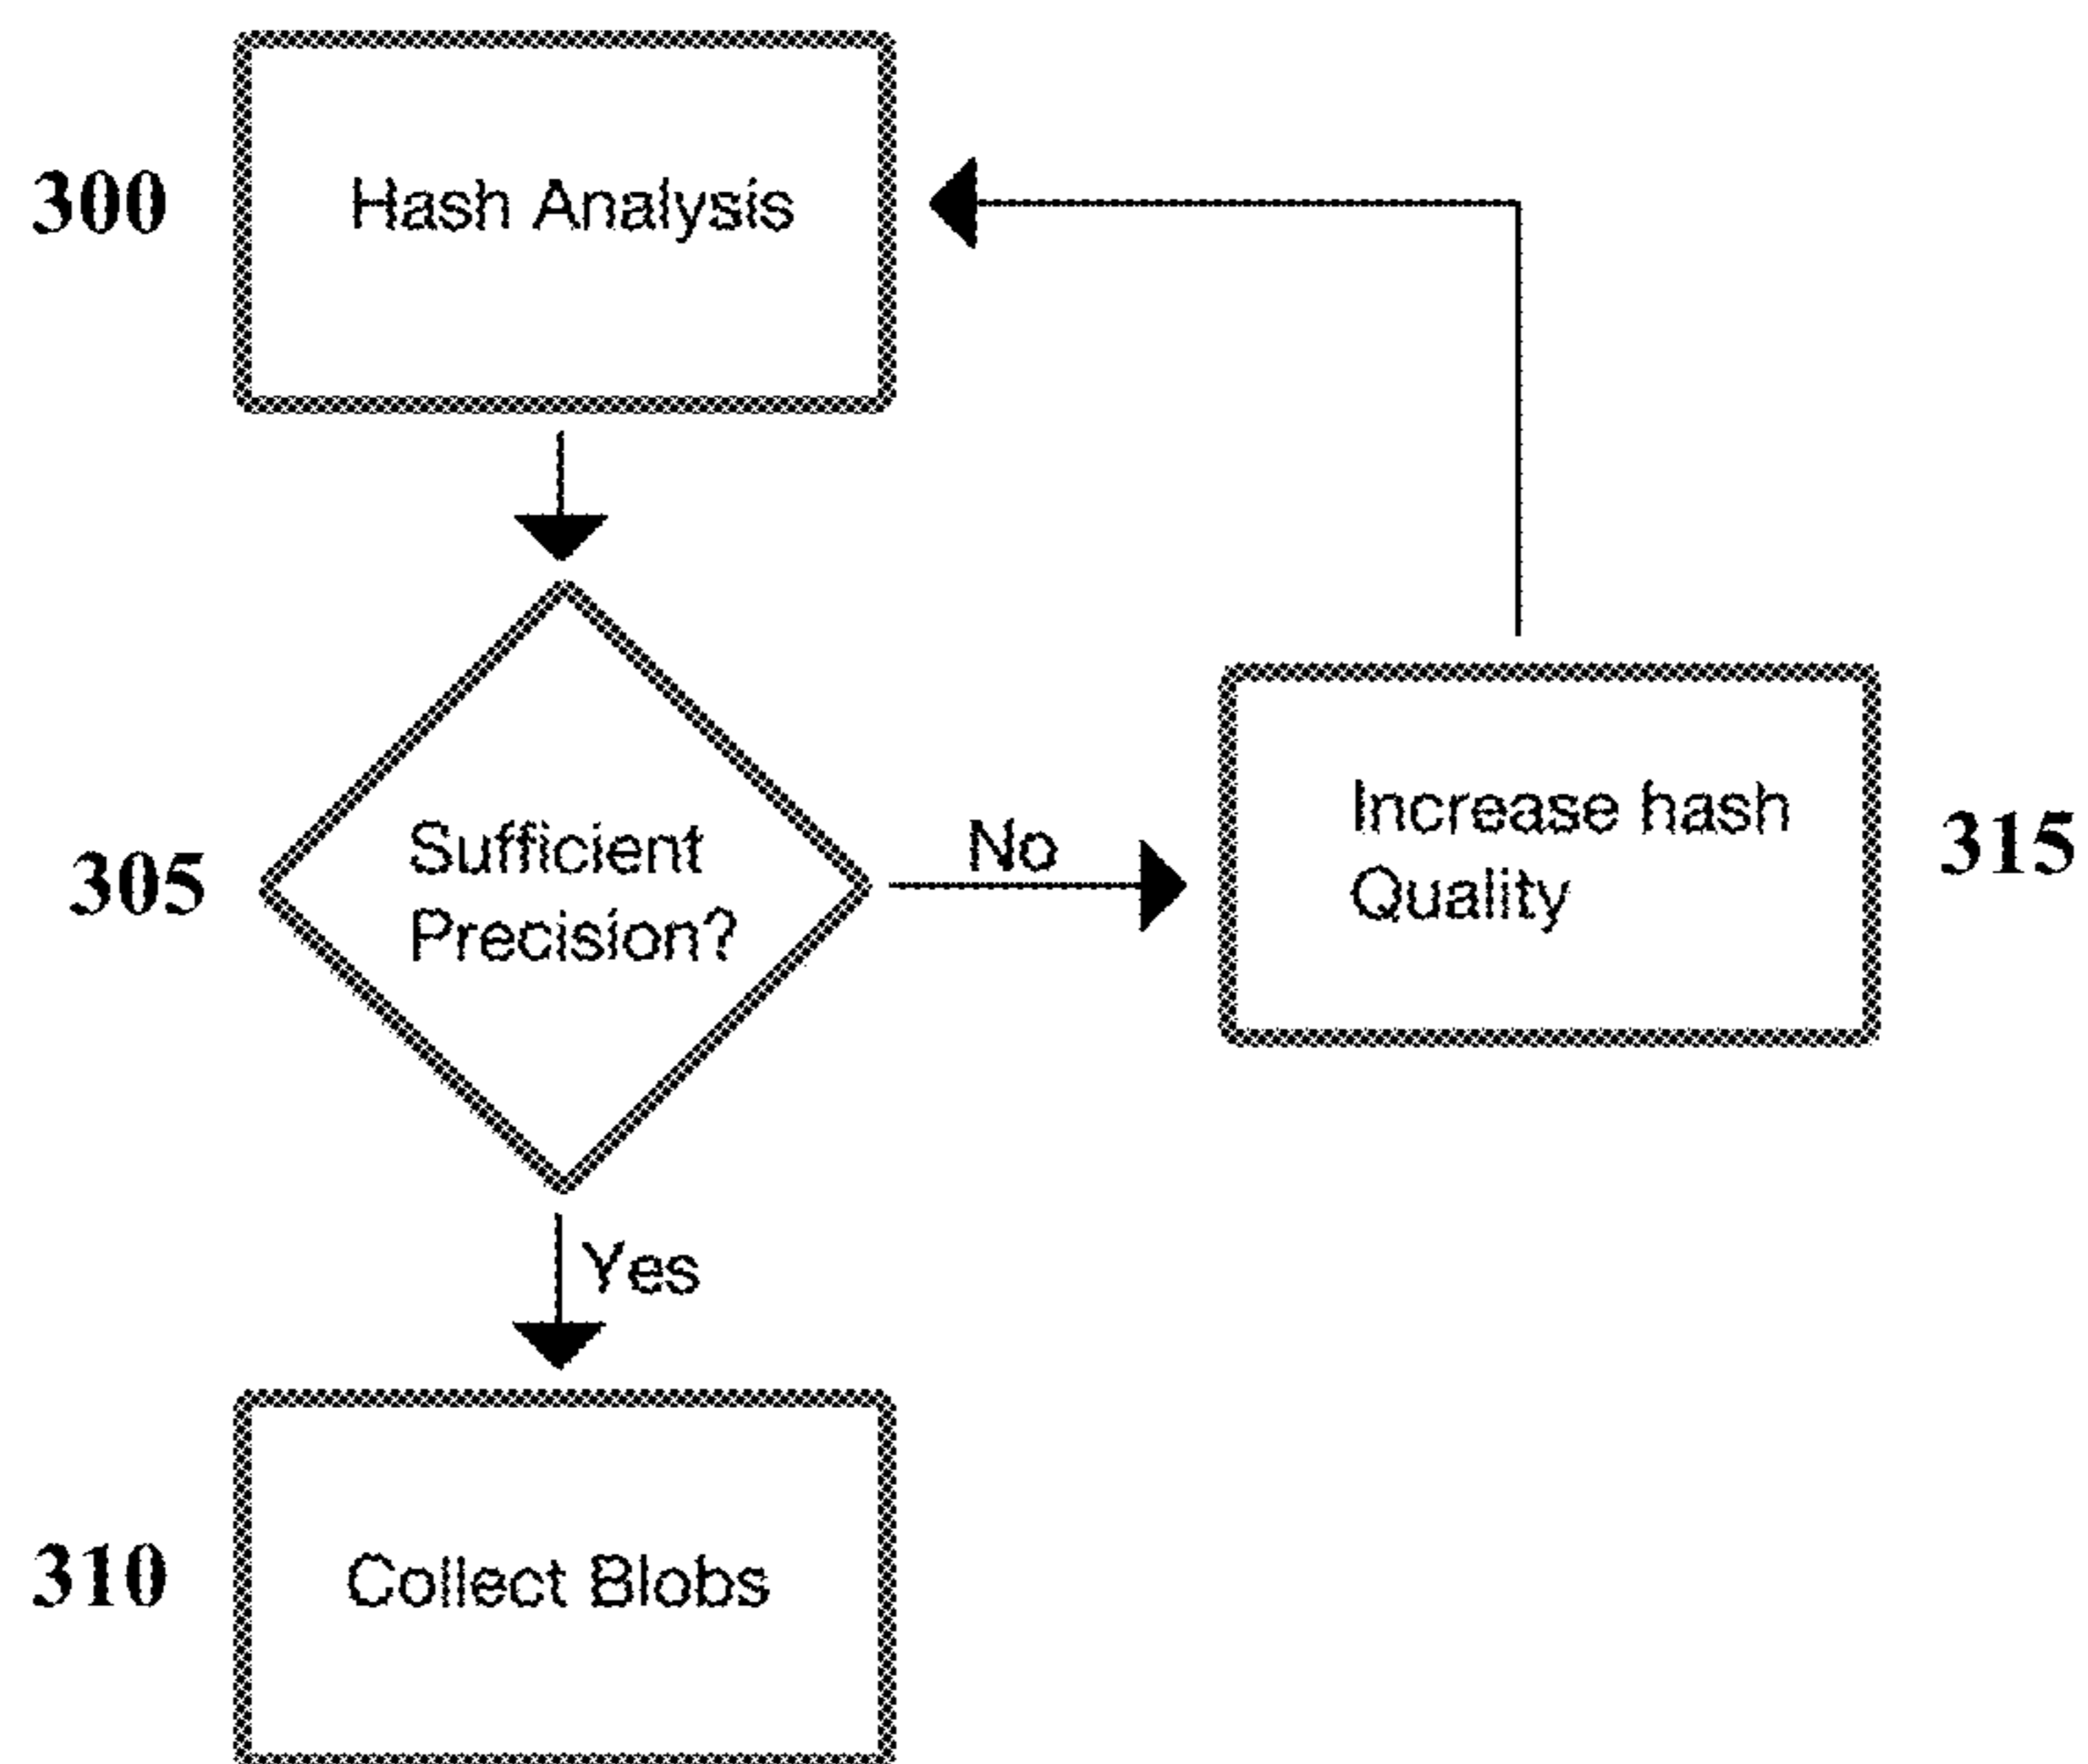 300
Hash Analysis
305
Sufficient
Precision?
No
Increase hash
Quality
315
Yes
310
Collect Blobs